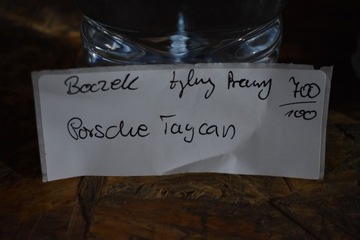 Boczek tylny Prawy 700/100
Porsche Taycan